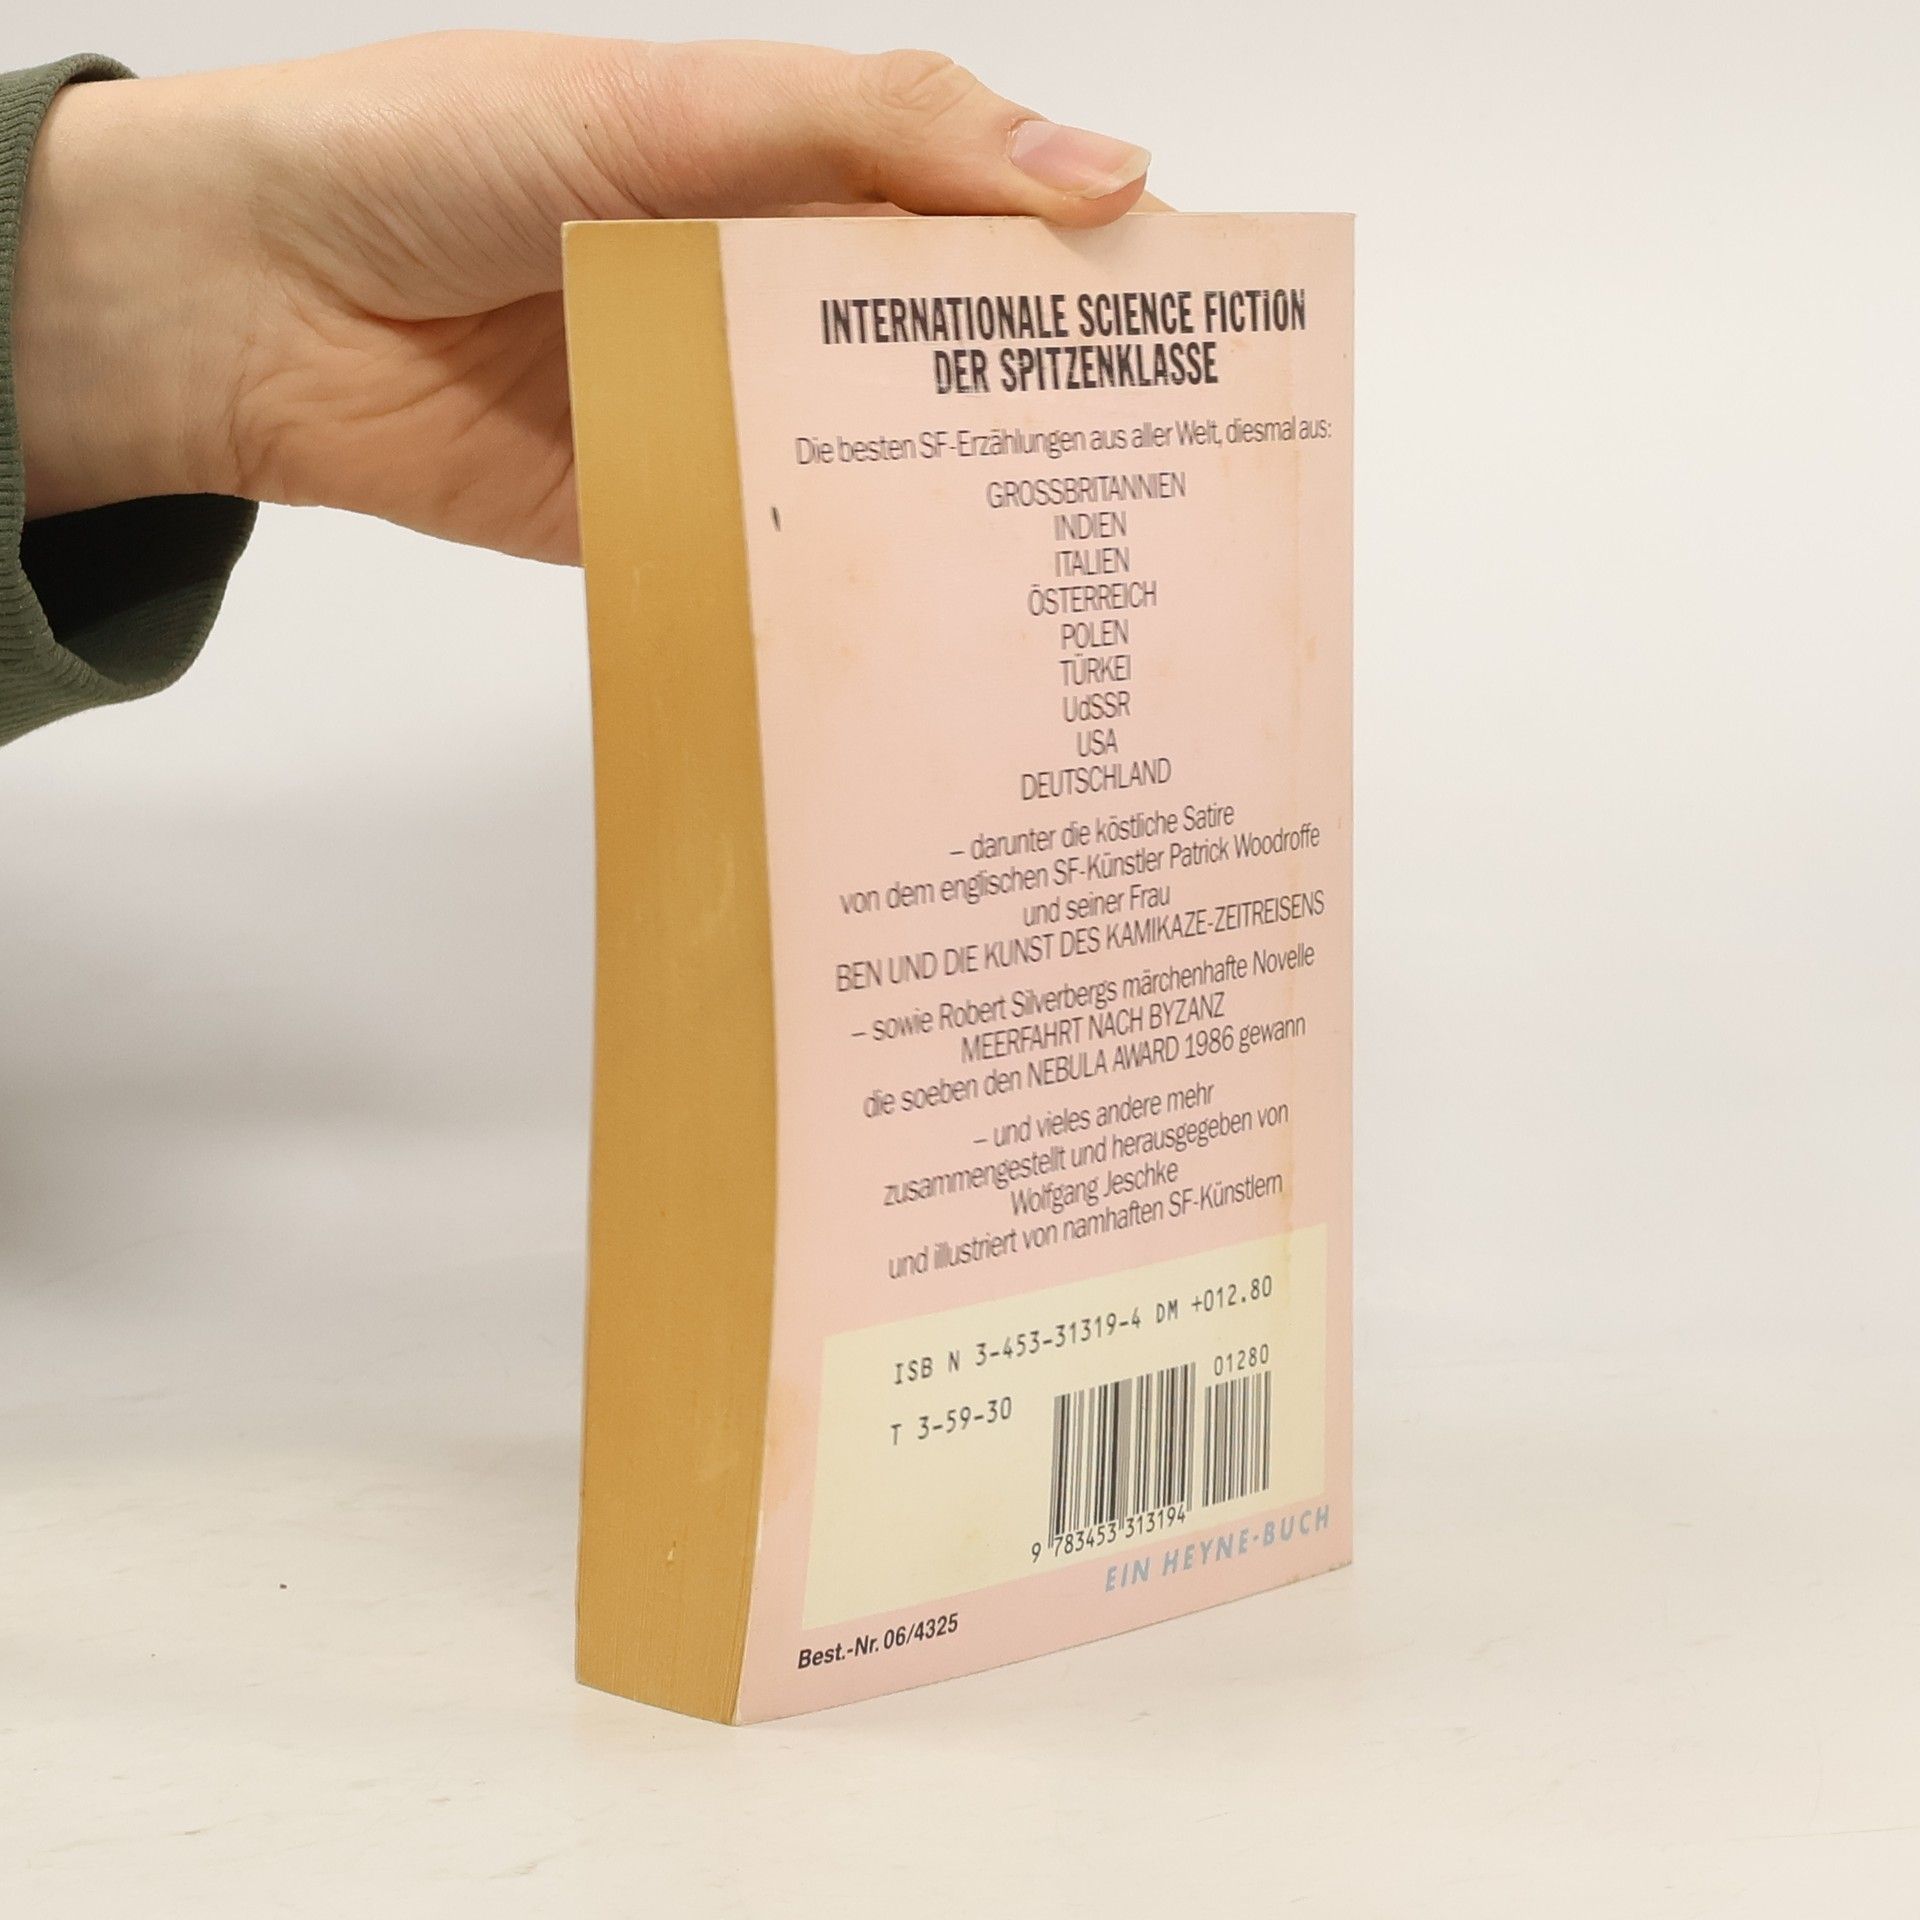 INTERNATIONALE SCIENCE FICTION
DER SPITZENKLASSE
Die besten SF-Erzählungen aus aller Welt, diesmal aus:
GROSSBRITANNIEN
INDIEN
ITALIEN
ÖSTERREICH
POLEN
TÜRKEI
UdSSR
USA
DEUTSCHLAND
– darunter die köstliche Satire
von dem englischen SF-Künstler Patrick Woodroffe
und seiner Frau
BEN UND DIE KUNST DES KAMIKAZE-ZEITREISENS
– sowie Robert Silverbergs märchenhafte Novelle
MEERFAHRT NACH BYZANZ
die soeben den NEBULA AWARD 1986 gewann
– und vieles andere mehr
zusammengestellt und herausgegeben von
Wolfgang Jeschke
und illustriert von namhaften SF-Künstlern
ISB N 3-453-31319-4 DM +012.80
T 3-59-30
01280
9 783453 313194
EIN HEYNE-BUCH
Best.-Nr. 06/4325